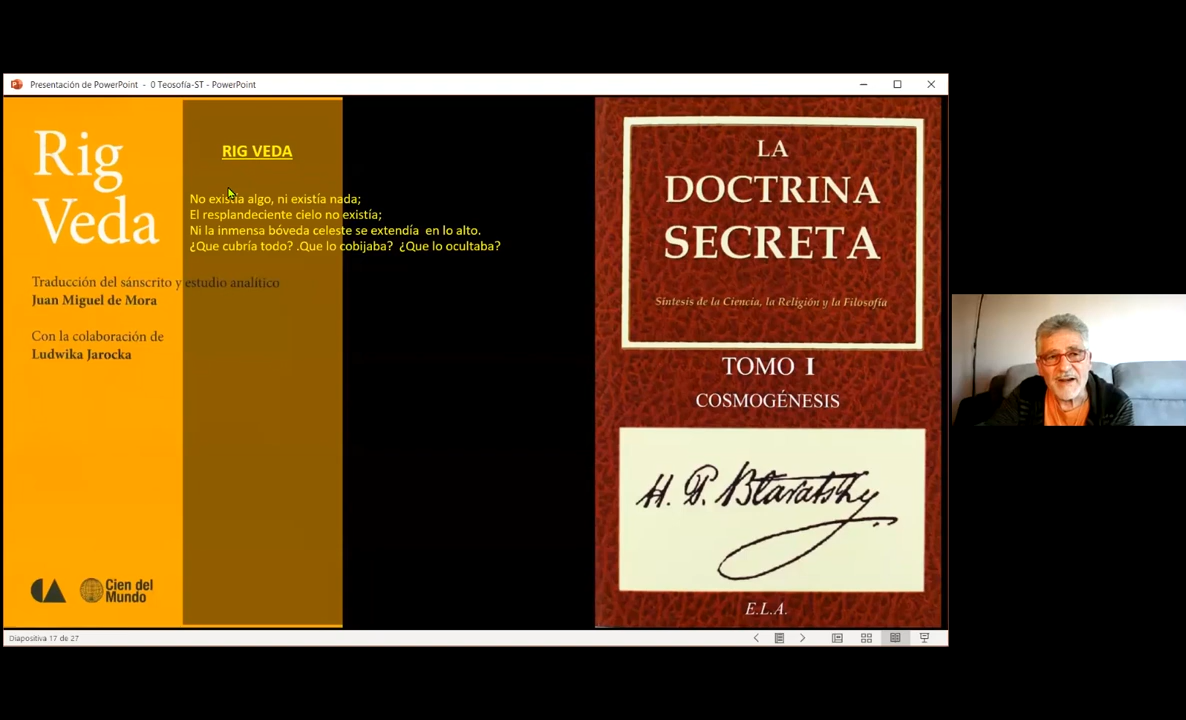 Presentación de PowerPoint - 0 Teosofía-ST - PowerPoint
Rig
Veda
Traducción del sánscrito y estudio analítico
Juan Miguel de Mora
Con la colaboración de
Ludwika Jarocka
Cien del
Mundo
RIG VEDA
No existía algo, ni existía nada;
El resplandeciente cielo no existía;
Ni la inmensa bóveda celeste se extendía en lo alto.
¿Que cubría todo? .Que lo cobijaba? ¿Que lo ocultaba?
LA
DOCTRINA
SECRETA
Síntesis de la Ciencia, la Religión y la Filosofía
TOMO I
COSMOGÉNESIS
H. P. Blavatsky
E.L.A.
Diapositiva 17 de 27